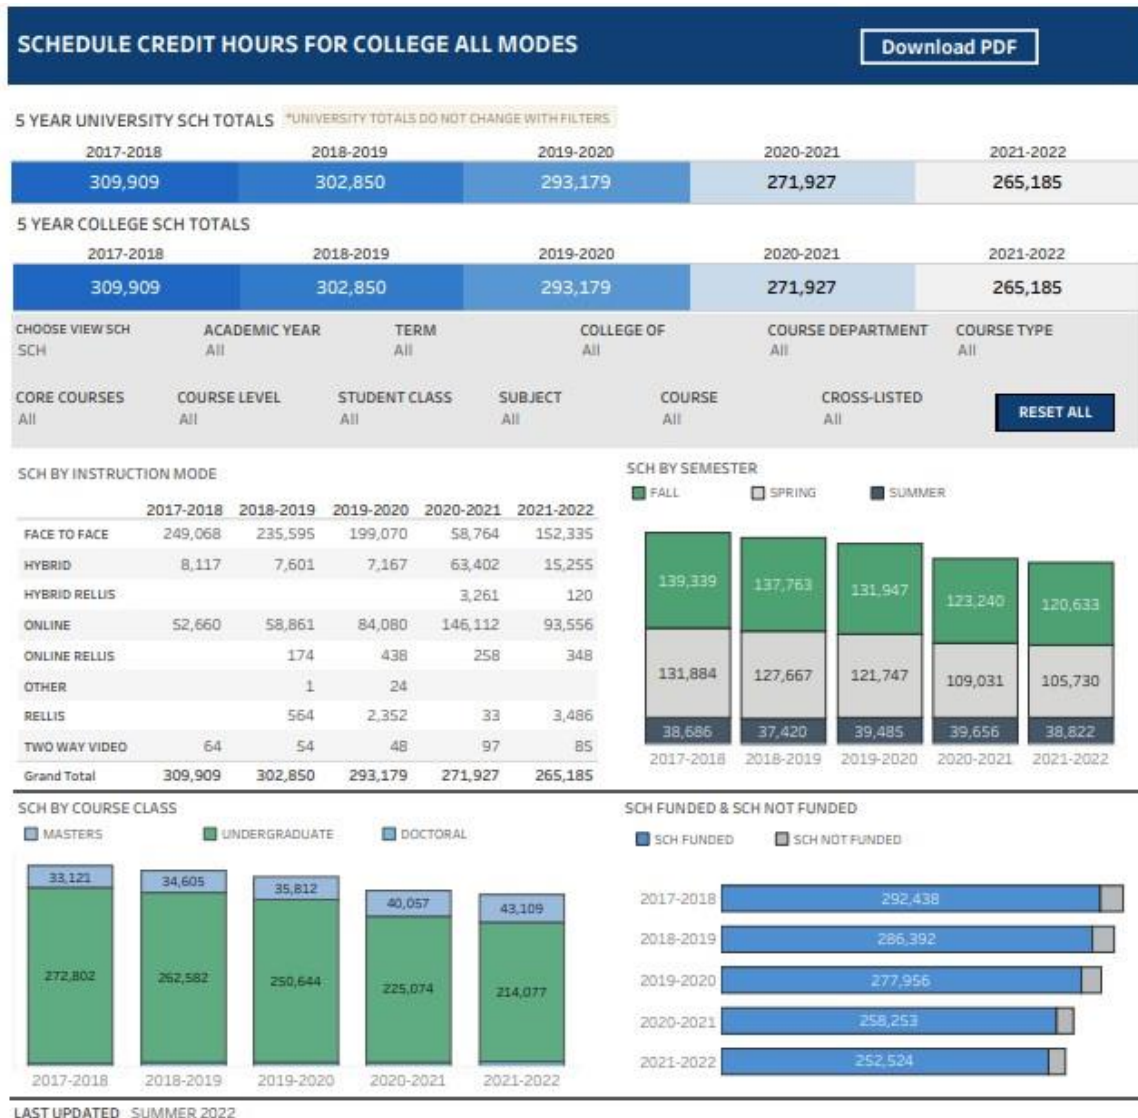 SCHEDULE CREDIT HOURS FOR COLLEGE ALL MODES Download PDF
5 YEAR UNIVERSITY SCH TOTALS *UNIVERSITY TOTALS DO NOT CHANGE WITH FILTERS
2017-2018 2018-2019 2019-2020 2020-2021 2021-2022
309,909 302,850 293,179 271,927 265,185
5 YEAR COLLEGE SCH TOTALS
2017-2018 2018-2019 2019-2020 2020-2021 2021-2022
309,909 302,850 293,179 271,927 265,185
CHOOSE VIEW SCH ACADEMIC YEAR TERM COLLEGE OF COURSE DEPARTMENT COURSE TYPE
SCH All All All All All
CORE COURSES COURSE LEVEL STUDENT CLASS SUBJECT COURSE CROSS-LISTED RESET ALL
All All All All All All
SCH BY INSTRUCTION MODE
2017-2018 2018-2019 2019-2020 2020-2021 2021-2022
FACE TO FACE 249,068 235,595 199,070 58,764 152,335
HYBRID 8,117 7,601 7,167 63,402 15,255
HYBRID RELLIS 3,261 120
ONLINE 52,660 58,861 84,080 146,112 93,556
ONLINE RELLIS 174 438 258 348
OTHER 1 24
RELLIS 564 2,352 33 3,486
TWO WAY VIDEO 64 54 48 97 85
Grand Total 309,909 302,850 293,179 271,927 265,185
SCH BY SEMESTER
FALL SPRING SUMMER
139,339 137,763 131,947 123,240 120,633
131,884 127,667 121,747 109,031 105,730
38,686 37,420 39,485 39,656 38,822
2017-2018 2018-2019 2019-2020 2020-2021 2021-2022
SCH BY COURSE CLASS
MASTERS UNDERGRADUATE DOCTORAL
33,121 34,605 35,812 40,057 43,109
272,802 262,582 250,644 225,074 214,077
2017-2018 2018-2019 2019-2020 2020-2021 2021-2022
SCH FUNDED & SCH NOT FUNDED
SCH FUNDED SCH NOT FUNDED
2017-2018 292,438
2018-2019 286,392
2019-2020 277,956
2020-2021 258,253
2021-2022 252,524
LAST UPDATED SUMMER 2022